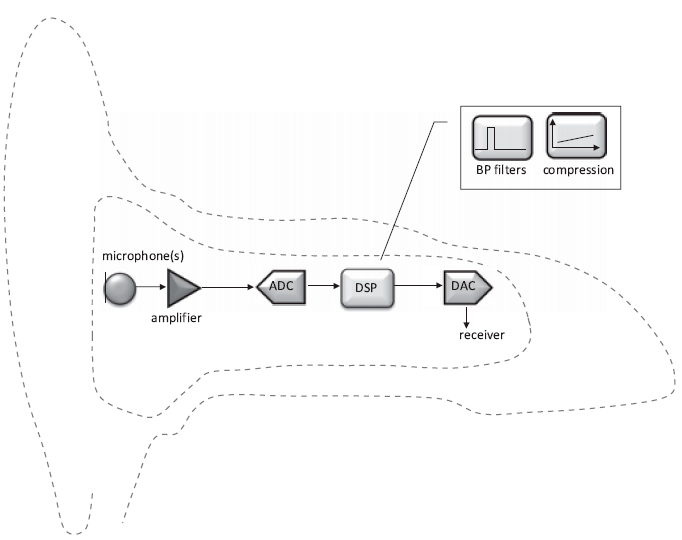 BP filters compression
microphone(s)
ADC
DSP
DAC
amplifier
receiver